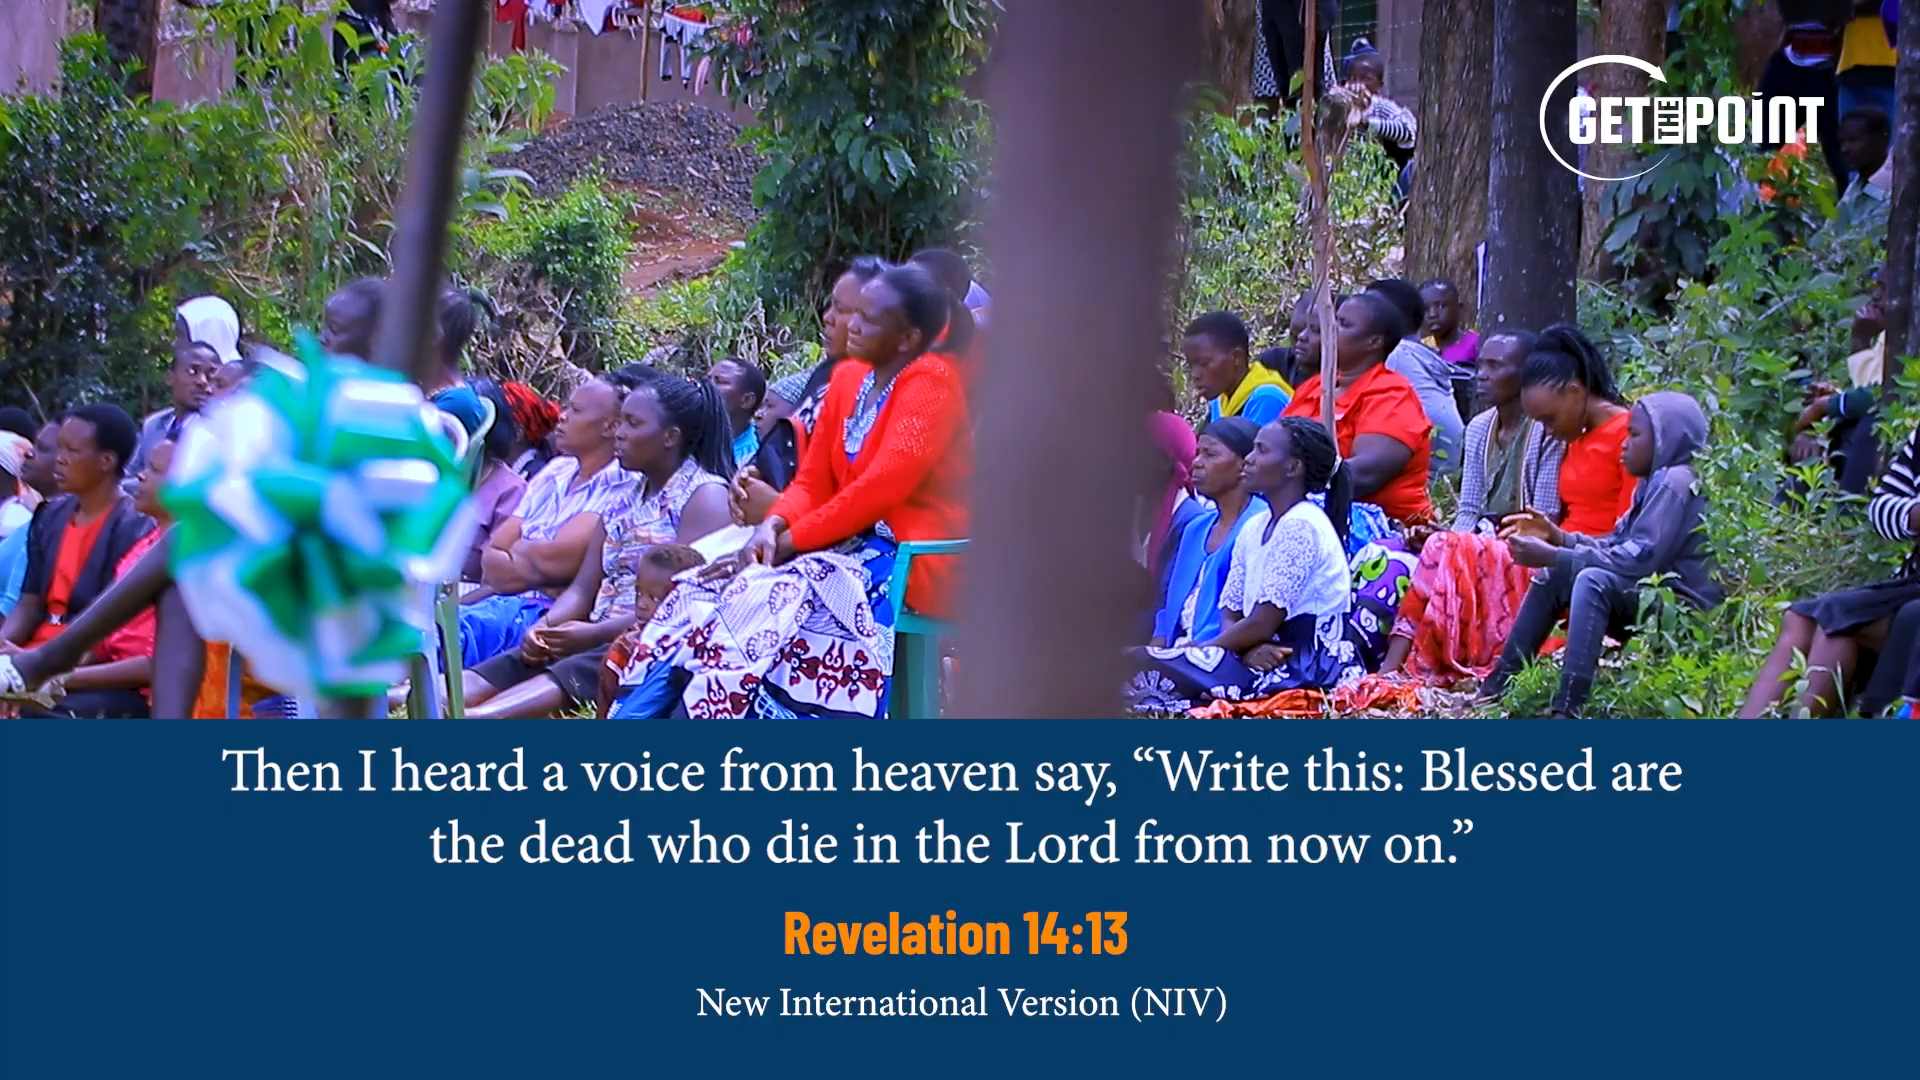 GET THE POINT
Then I heard a voice from heaven say, “Write this: Blessed are
the dead who die in the Lord from now on.”
Revelation 14:13
New International Version (NIV)